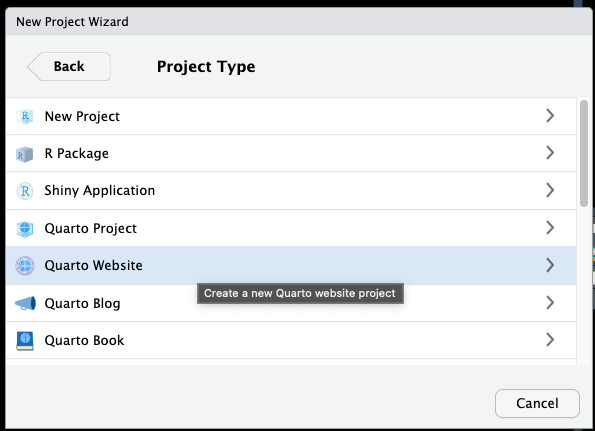 New Project Wizard
Back
Project Type
R New Project
R R Package
R Shiny Application
Quarto Project
Quarto Website
Create a new Quarto website project
Quarto Blog
Quarto Book
Cancel